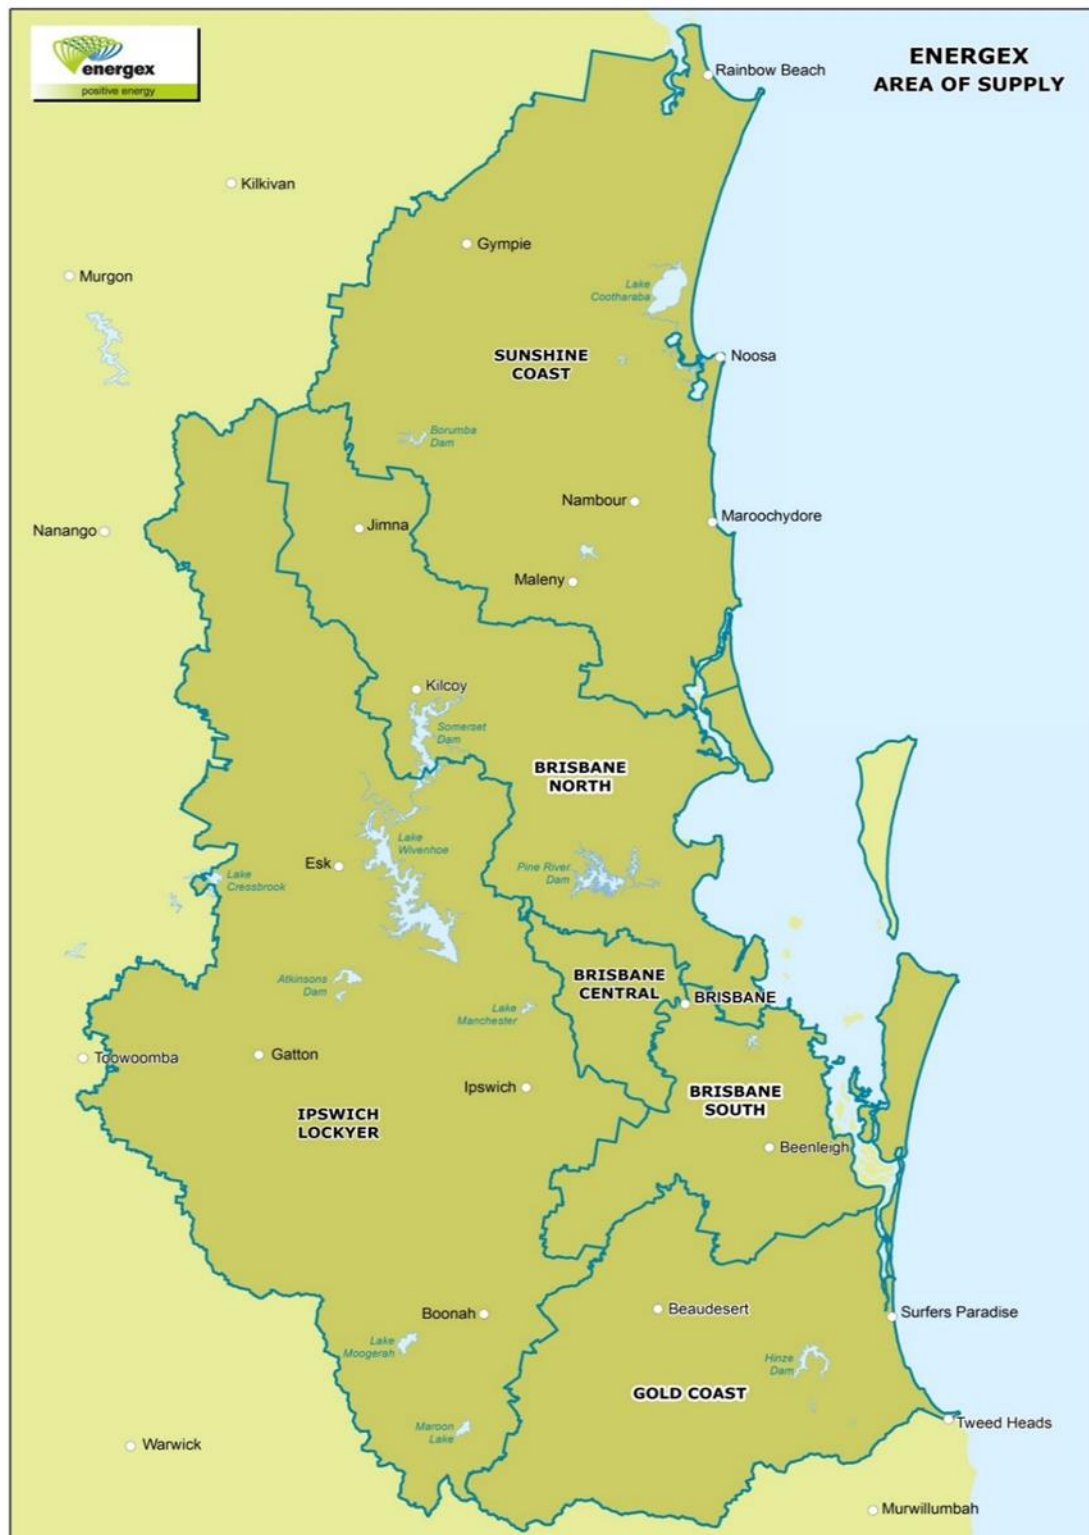 energex
positive energy
ENERGEX
AREA OF SUPPLY
Rainbow Beach
Kilkivan
Gympie
Murgon
Lake
Cootharaba
SUNSHINE
COAST
Noosa
Borumba
Dam
Nambour
Maroochydore
Nanango
Jimna
Maleny
Kilcoy
Somerset
Dam
BRISBANE
NORTH
Lake
Wivenhoe
Esk
Pine River
Dam
Lake
Cressbrook
Atkinsons
Dam
BRISBANE
CENTRAL
BRISBANE
Lake
Manchester
Toowoomba
Gatton
Ipswich
BRISBANE
SOUTH
IPSWICH
LOCKYER
Beenleigh
Boonah
Beaudesert
Surfers Paradise
Lake
Moogerah
Hinze
Dam
GOLD COAST
Maroon
Lake
Tweed Heads
Warwick
Murwillumbah